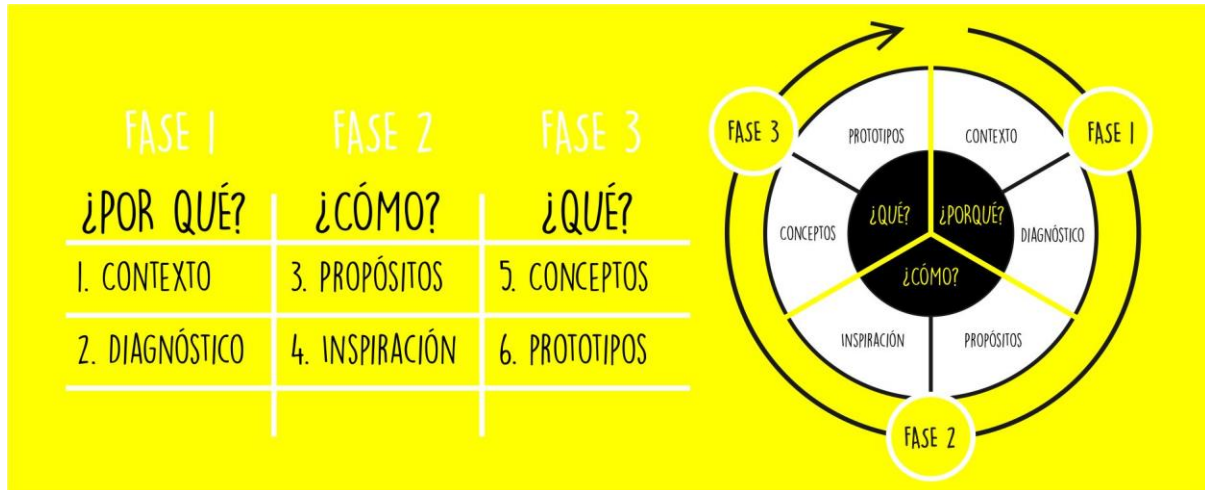 FASE 1 FASE 2 FASE 3
¿POR QUÉ? ¿CÓMO? ¿QUÉ?
1. CONTEXTO 3. PROPÓSITOS 5. CONCEPTOS
2. DIAGNÓSTICO 4. INSPIRACIÓN 6. PROTOTIPOS
FASE 3
PROTOTIPOS
CONTEXTO
FASE 1
CONCEPTOS
¿QUÉ?
¿PORQUÉ?
DIAGNÓSTICO
¿CÓMO?
INSPIRACIÓN
PROPÓSITOS
FASE 2